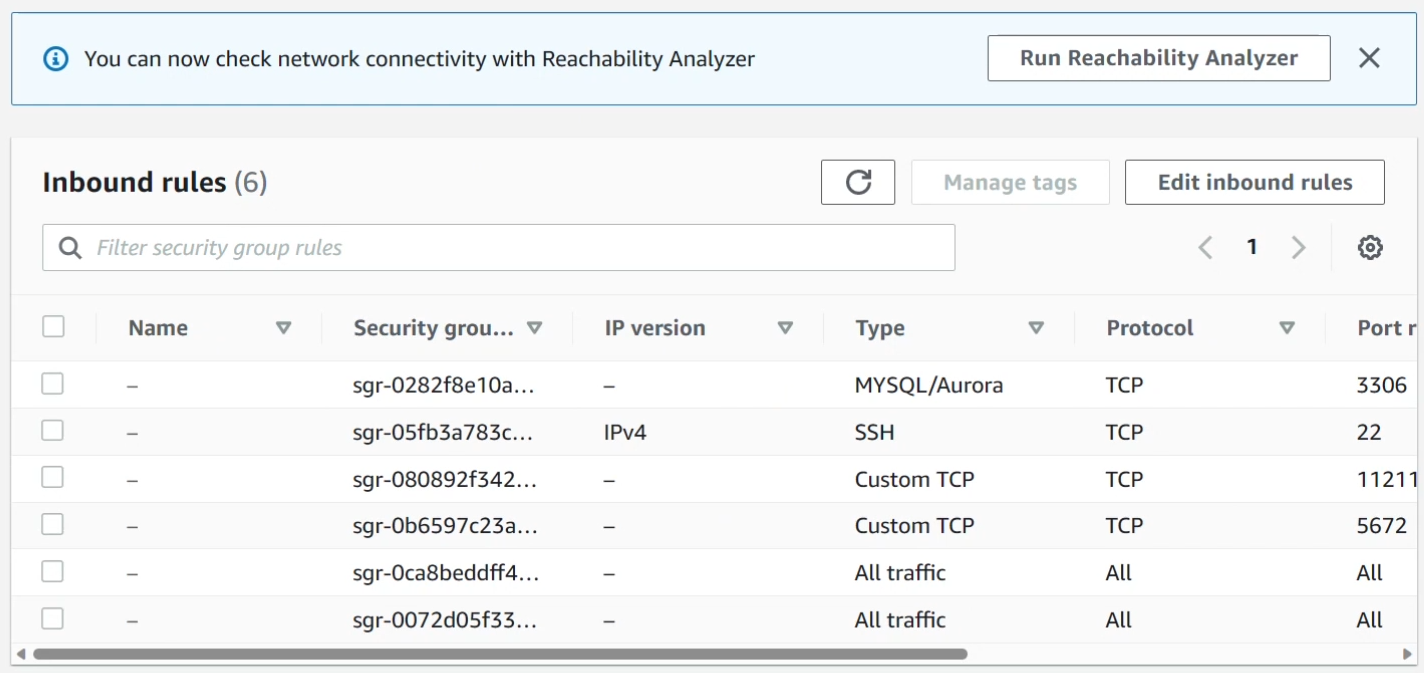 You can now check network connectivity with Reachability Analyzer Run Reachability Analyzer
Inbound rules (6) Manage tags Edit inbound rules
Filter security group rules 1
Name Security grou... IP version Type Protocol Port r
– sgr-0282f8e10a... – MYSQL/Aurora TCP 3306
– sgr-05fb3a783c... IPv4 SSH TCP 22
– sgr-080892f342... – Custom TCP TCP 11211
– sgr-0b6597c23a... – Custom TCP TCP 5672
– sgr-0ca8beddff4... – All traffic All All
– sgr-0072d05f33... – All traffic All All